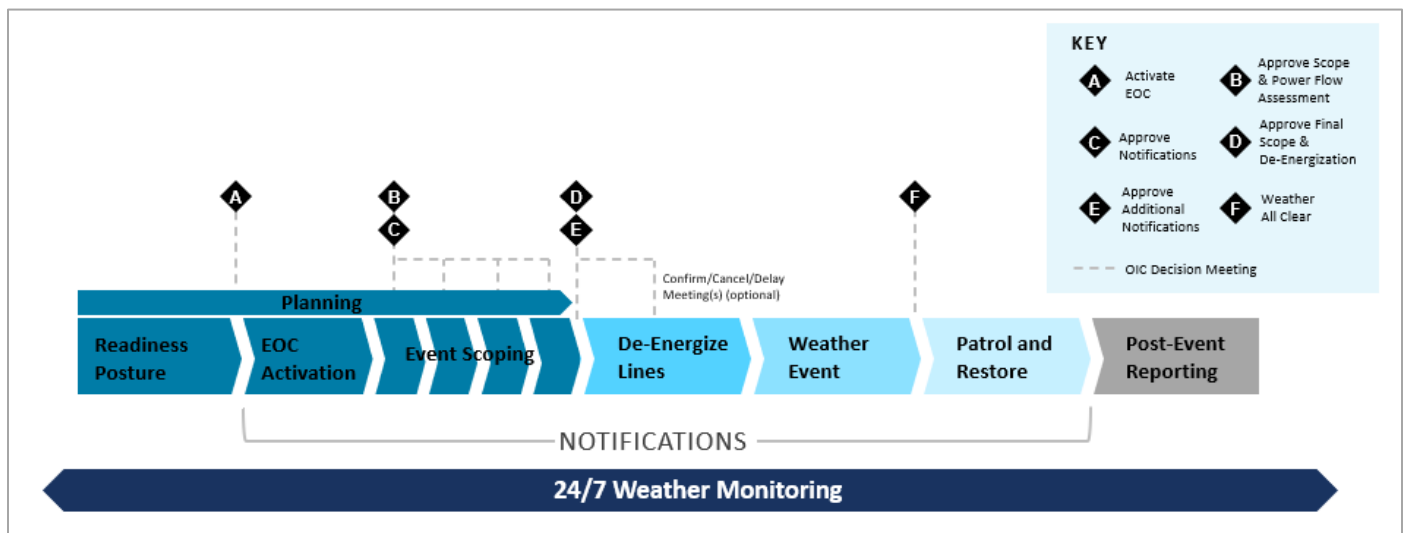 KEY
A
Activate
EOC
B
Approve Scope
& Power Flow
Assessment
C
Approve
Notifications
D
Approve Final
Scope &
De-Energization
E
Approve
Additional
Notifications
F
Weather
All Clear
OIC Decision Meeting
A
B
C
D
E
F
Confirm/Cancel/Delay
Meeting(s) (optional)
Planning
Readiness
Posture
EOC
Activation
Event Scoping
De-Energize
Lines
Weather
Event
Patrol and
Restore
Post-Event
Reporting
NOTIFICATIONS
24/7 Weather Monitoring